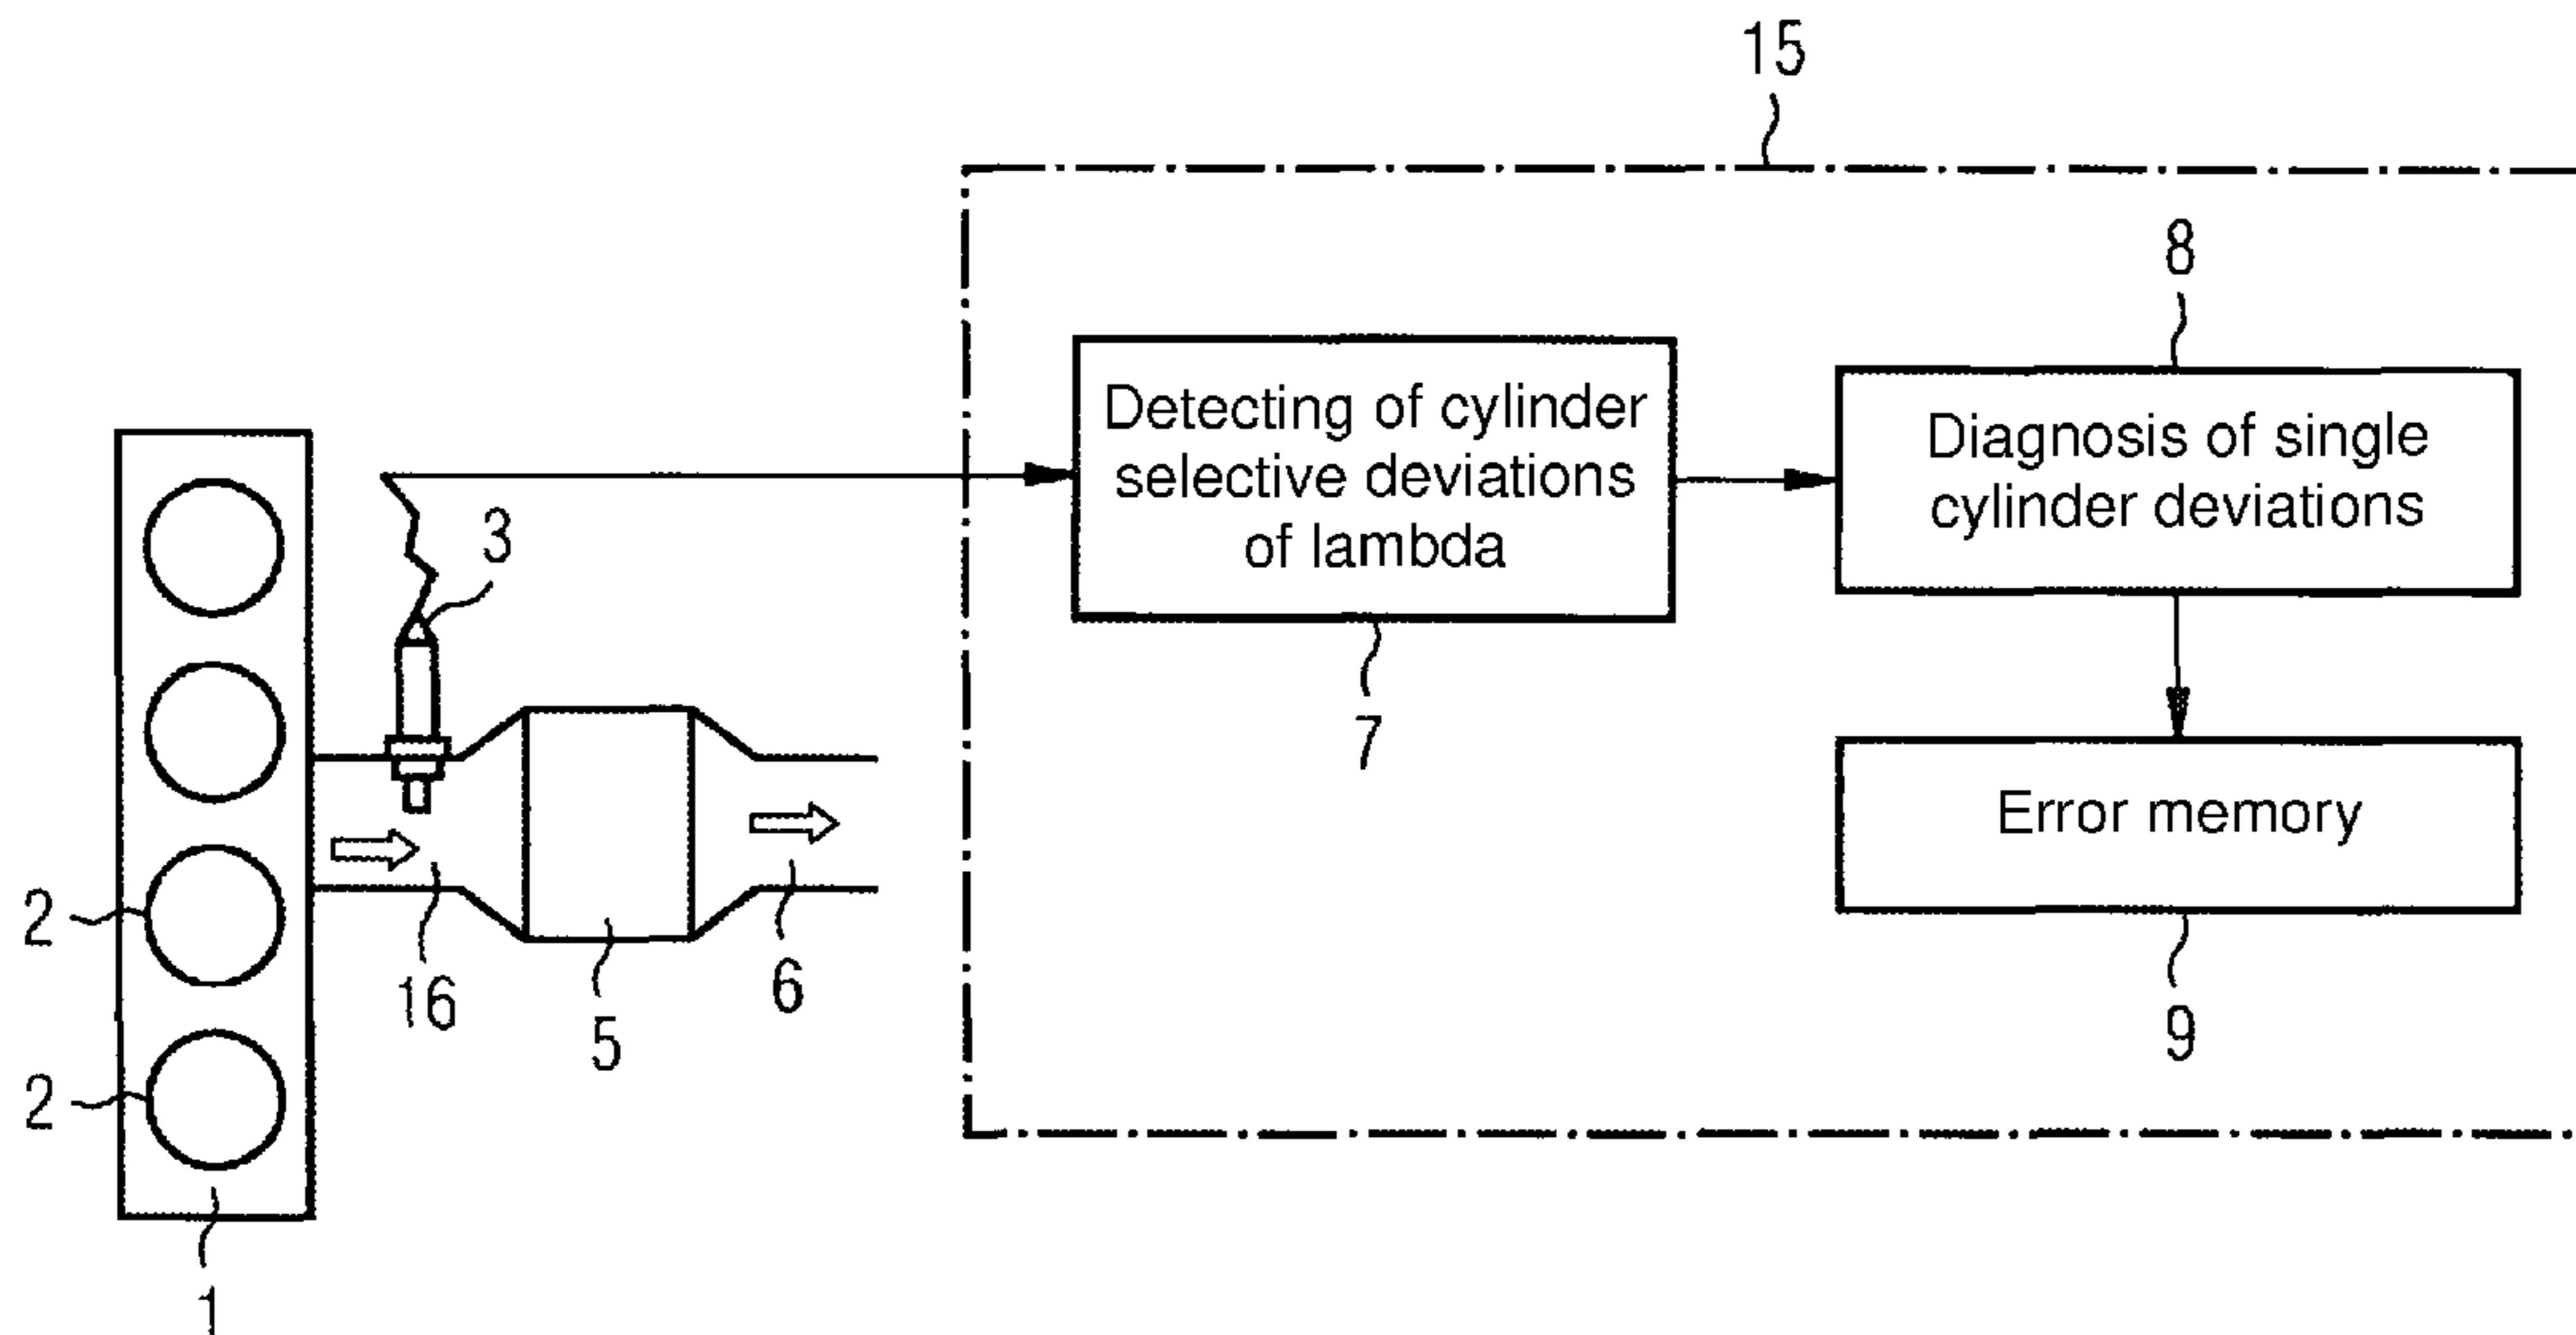 15
8
Detecting of cylinder
selective deviations
of lambda
Diagnosis of single
cylinder deviations
3
7
Error memory
2
16
6
5
9
2
1